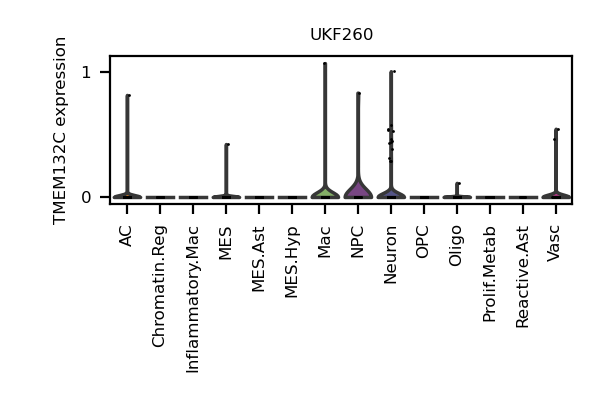 UKF260
TMEM132C expression
1
0
AC
Chromatin.Reg
Inflammatory.Mac
MES
MES.Ast
MES.Hyp
Mac
NPC
Neuron
OPC
Oligo
Prolif.Metab
Reactive.Ast
Vasc